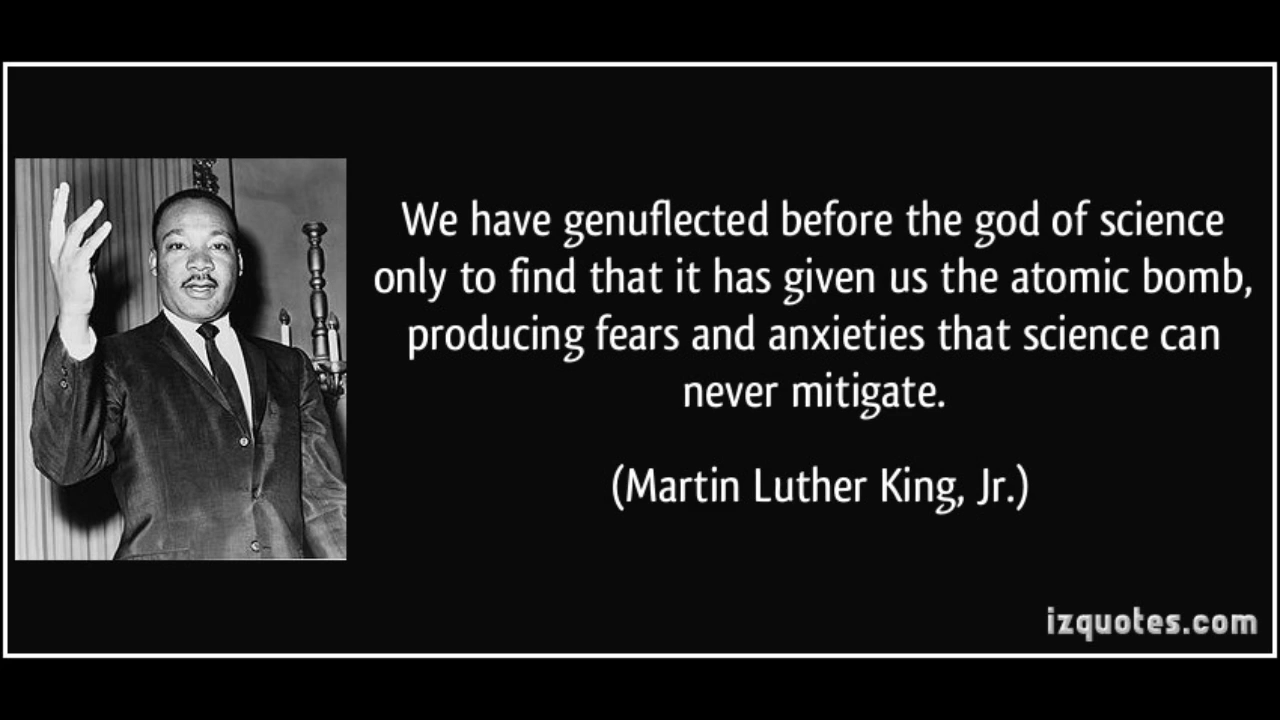 We have genuflected before the god of science
only to find that it has given us the atomic bomb,
producing fears and anxieties that science can
never mitigate.
(Martin Luther King, Jr.)
izquotes.com